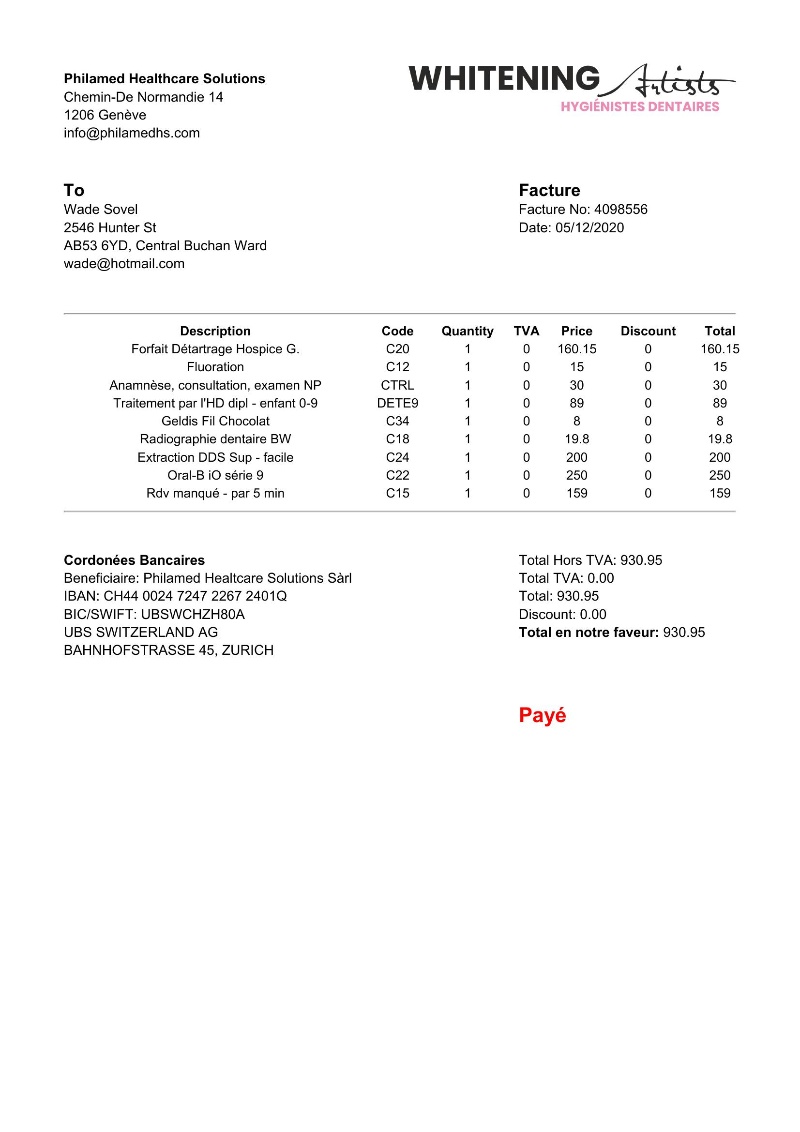 Philamed Healthcare Solutions
Chemin-De Normandie 14
1206 Genève
info@philamedhs.com
WHITENING Artists
HYGIÉNISTES DENTAIRES
To
Wade Sovel
2546 Hunter St
AB53 6YD, Central Buchan Ward
wade@hotmail.com
Facture
Facture No: 4098556
Date: 05/12/2020
Description Code Quantity TVA Price Discount Total
Forfait Détartrage Hospice G. C20 1 0 160.15 0 160.15
Fluoration C12 1 0 15 0 15
Anamnèse, consultation, examen NP CTRL 1 0 30 0 30
Traitement par l'HD dipl - enfant 0-9 DETE9 1 0 89 0 89
Geldis Fil Chocolat C34 1 0 8 0 8
Radiographie dentaire BW C18 1 0 19.8 0 19.8
Extraction DDS Sup - facile C24 1 0 200 0 200
Oral-B iO série 9 C22 1 0 250 0 250
Rdv manqué - par 5 min C15 1 0 159 0 159
Cordonées Bancaires
Beneficiaire: Philamed Healtcare Solutions Sàrl
IBAN: CH44 0024 7247 2267 2401Q
BIC/SWIFT: UBSWCHZH80A
UBS SWITZERLAND AG
BAHNHOFSTRASSE 45, ZURICH
Total Hors TVA: 930.95
Total TVA: 0.00
Total: 930.95
Discount: 0.00
Total en notre faveur: 930.95
Payé